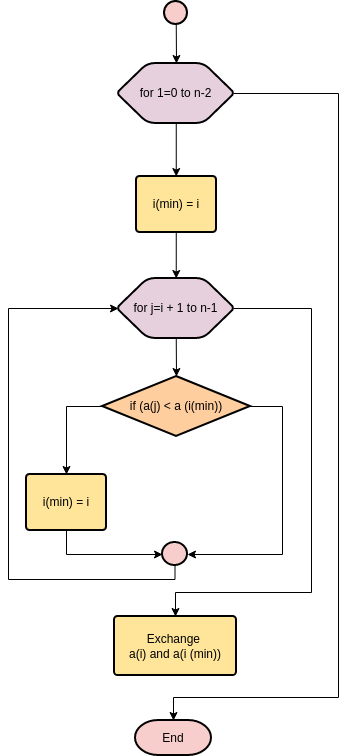 for 1=0 to n-2
i(min) = i
for j=i + 1 to n-1
if (a(j) < a (i(min))
i(min) = i
Exchange
a(i) and a(i (min))
End